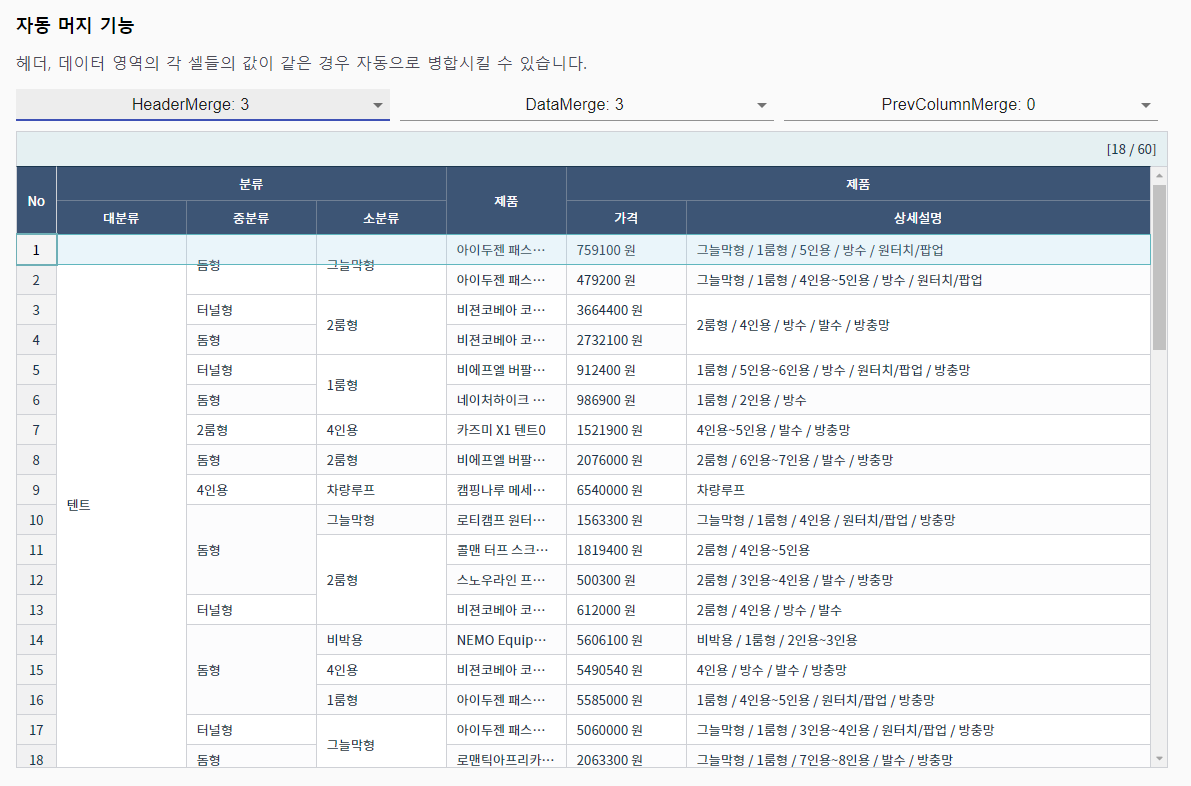 자동 머지 기능
헤더, 데이터 영역의 각 셀들의 값이 같은 경우 자동으로 병합시킬 수 있습니다.
HeaderMerge: 3 DataMerge: 3 PrevColumnMerge: 0
[18 / 60]
No 분류 제품 제품
대분류 중분류 소분류 가격 상세설명
1 텐트 돔형 그늘막형 아이두젠 패스… 759100 원 그늘막형 / 1룸형 / 5인용 / 방수 / 원터치/팝업
2 아이두젠 패스… 479200 원 그늘막형 / 1룸형 / 4인용~5인용 / 방수 / 원터치/팝업
3 터널형 2룸형 비젼코베아 코… 3664400 원 2룸형 / 4인용 / 방수 / 발수 / 방충망
4 돔형 비젼코베아 코… 2732100 원
5 터널형 1룸형 비에프엘 버팔… 912400 원 1룸형 / 5인용~6인용 / 방수 / 원터치/팝업 / 방충망
6 돔형 네이처하이크 … 986900 원 1룸형 / 2인용 / 방수
7 2룸형 4인용 카즈미 X1 텐트0 1521900 원 4인용~5인용 / 발수 / 방충망
8 돔형 2룸형 비에프엘 버팔… 2076000 원 2룸형 / 6인용~7인용 / 발수 / 방충망
9 4인용 차량루프 캠핑나루 메세… 6540000 원 차량루프
10 돔형 그늘막형 로티캠프 원터… 1563300 원 그늘막형 / 1룸형 / 4인용 / 원터치/팝업 / 방충망
11 2룸형 콜맨 터프 스크… 1819400 원 2룸형 / 4인용~5인용
12 스노우라인 프… 500300 원 2룸형 / 3인용~4인용 / 발수 / 방충망
13 터널형 비젼코베아 코… 612000 원 2룸형 / 4인용 / 방수 / 발수
14 돔형 비박용 NEMO Equip… 5606100 원 비박용 / 1룸형 / 2인용~3인용
15 4인용 비젼코베아 코… 5490540 원 4인용 / 방수 / 발수 / 방충망
16 1룸형 아이두젠 패스… 5585000 원 1룸형 / 4인용~5인용 / 원터치/팝업 / 방충망
17 터널형 그늘막형 아이두젠 패스… 5060000 원 그늘막형 / 1룸형 / 3인용~4인용 / 원터치/팝업 / 방충망
18 돔형 로맨틱아프리카… 2063300 원 그늘막형 / 1룸형 / 7인용~8인용 / 발수 / 방충망